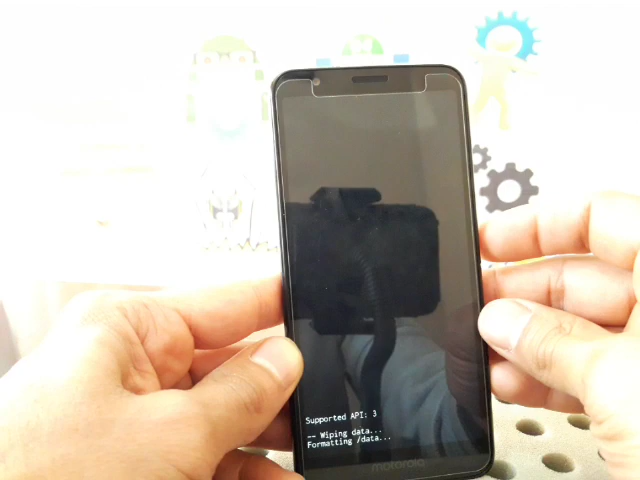 Supported API: 3
-- Wiping data...
Formatting /data...
motorola